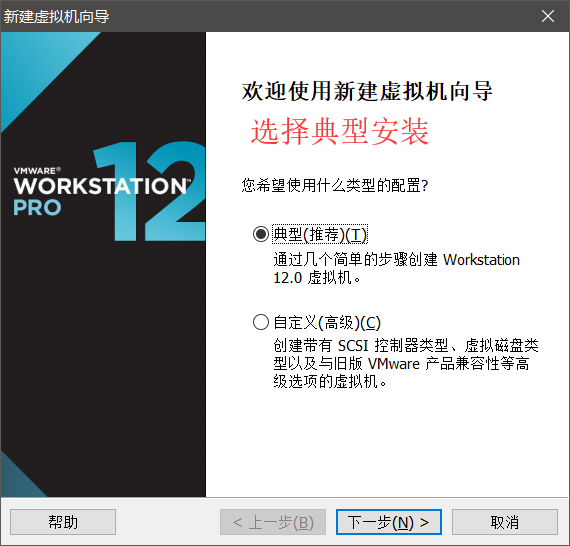 新建虚拟机向导
VMWARE®
WORKSTATION™
PRO
12
欢迎使用新建虚拟机向导
选择典型安装
您希望使用什么类型的配置?
典型(推荐)(T)
通过几个简单的步骤创建 Workstation
12.0 虚拟机。
自定义(高级)(C)
创建带有 SCSI 控制器类型、虚拟磁盘类
型以及与旧版 VMware 产品兼容性等高
级选项的虚拟机。
帮助
< 上一步(B)
下一步(N) >
取消